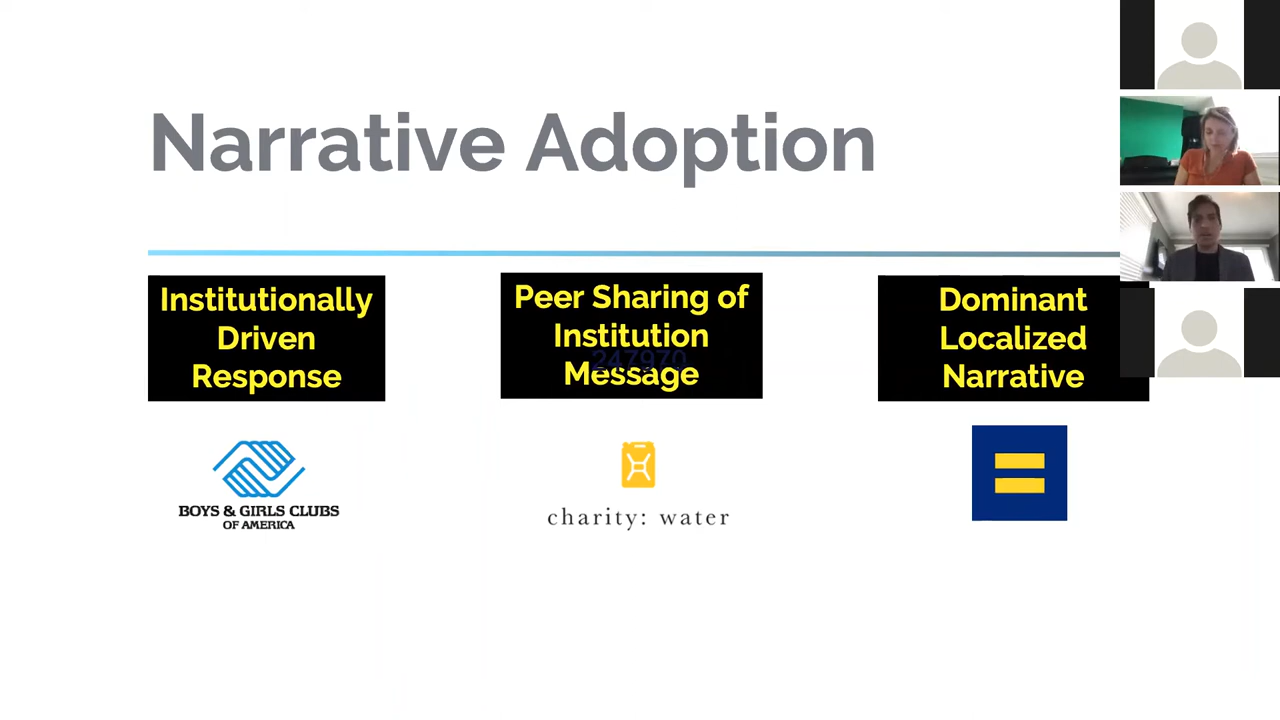 Narrative Adoption
Institutionally
Driven
Response
Peer Sharing of
Institution
Message
247970
Dominant
Localized
Narrative
BOYS & GIRLS CLUBS
OF AMERICA
charity: water